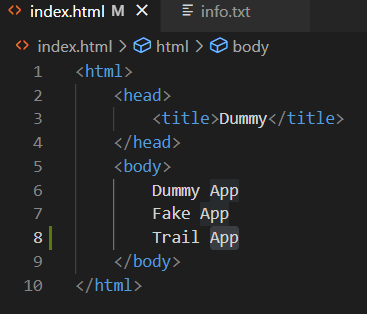 index.html M
info.txt
index.html > html > body
1 <html>
2 <head>
3 <title>Dummy</title>
4 </head>
5 <body>
6 Dummy App
7 Fake App
8 Trail App
9 </body>
10 </html>